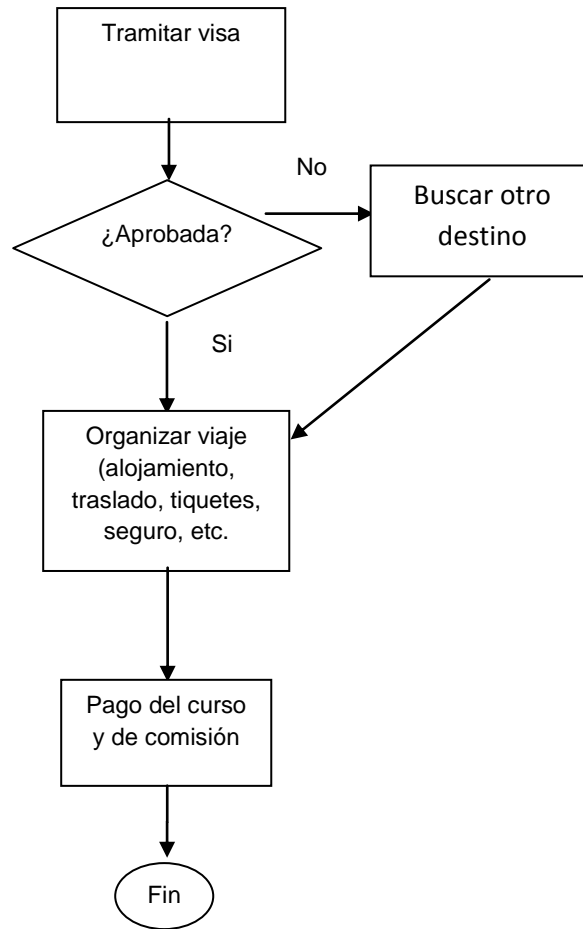 Tramitar visa
No
¿Aprobada?
Buscar otro
destino
Si
Organizar viaje
(alojamiento,
traslado, tiquetes,
seguro, etc.
Pago del curso
y de comisión
Fin